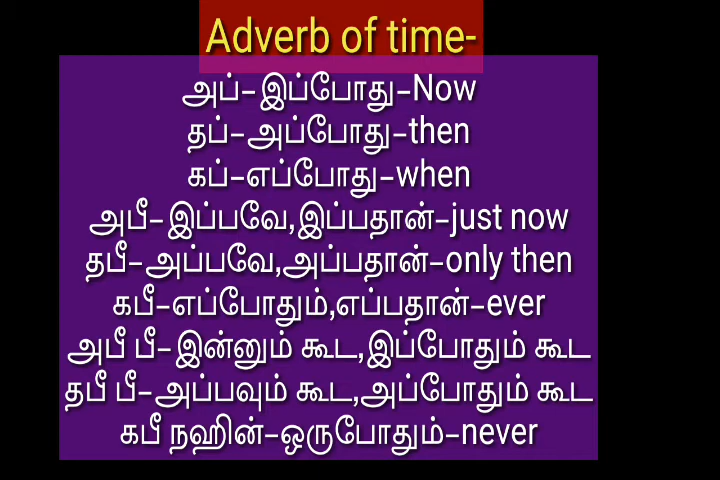 Adverb of time-
அப்-இப்போது-Now
தப்-அப்போது-then
கப்-எப்போது-when
அபீ-இப்பவே,இப்பதான்-just now
தபீ-அப்பவே,அப்பதான்-only then
கபீ-எப்போதும்,எப்பதான்-ever
அபீ பீ-இன்னும் கூட,இப்போதும் கூட
தபீ பீ-அப்பவும் கூட,அப்போதும் கூட
கபீ நஹின்-ஒருபோதும்-never